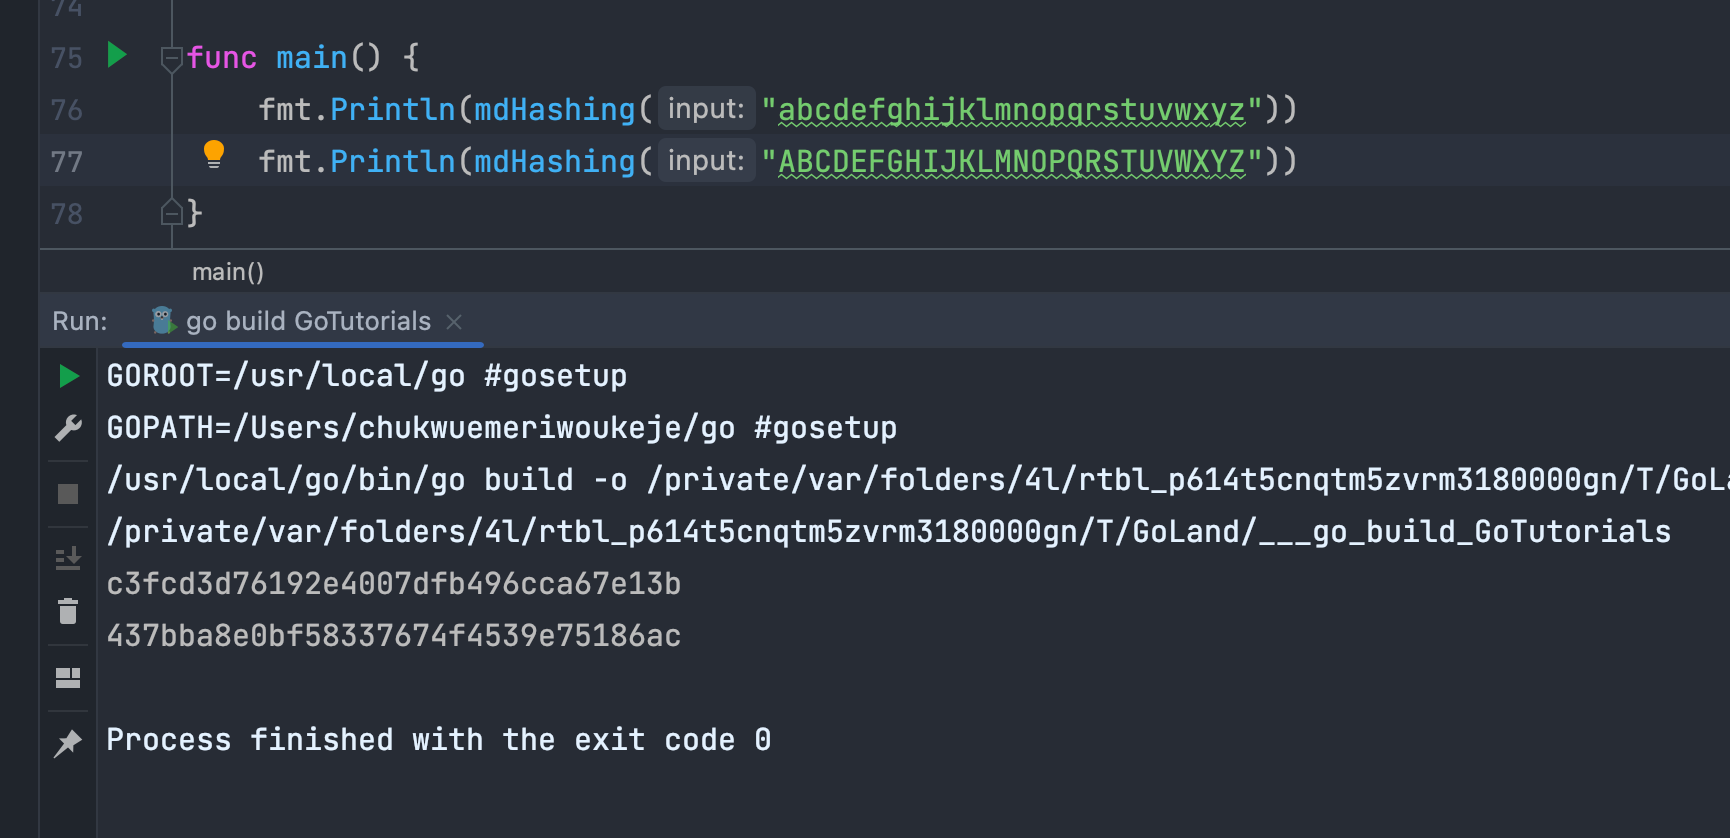 74
75 func main() {
76 fmt.Println(mdHashing( input: "abcdefghijklmnopqrstuvwxyz"))
77 fmt.Println(mdHashing( input: "ABCDEFGHIJKLMNOPQRSTUVWXYZ"))
78 }
main()
Run: go build GoTutorials
GOROOT=/usr/local/go #gosetup
GOPATH=/Users/chukwuemeriwoukeje/go #gosetup
/usr/local/go/bin/go build -o /private/var/folders/4l/rtbl_p614t5cnqtm5zvrm3180000gn/T/GoLa
/private/var/folders/4l/rtbl_p614t5cnqtm5zvrm3180000gn/T/GoLand/___go_build_GoTutorials
c3fcd3d76192e4007dfb496cca67e13b
437bba8e0bf58337674f4539e75186ac
Process finished with the exit code 0